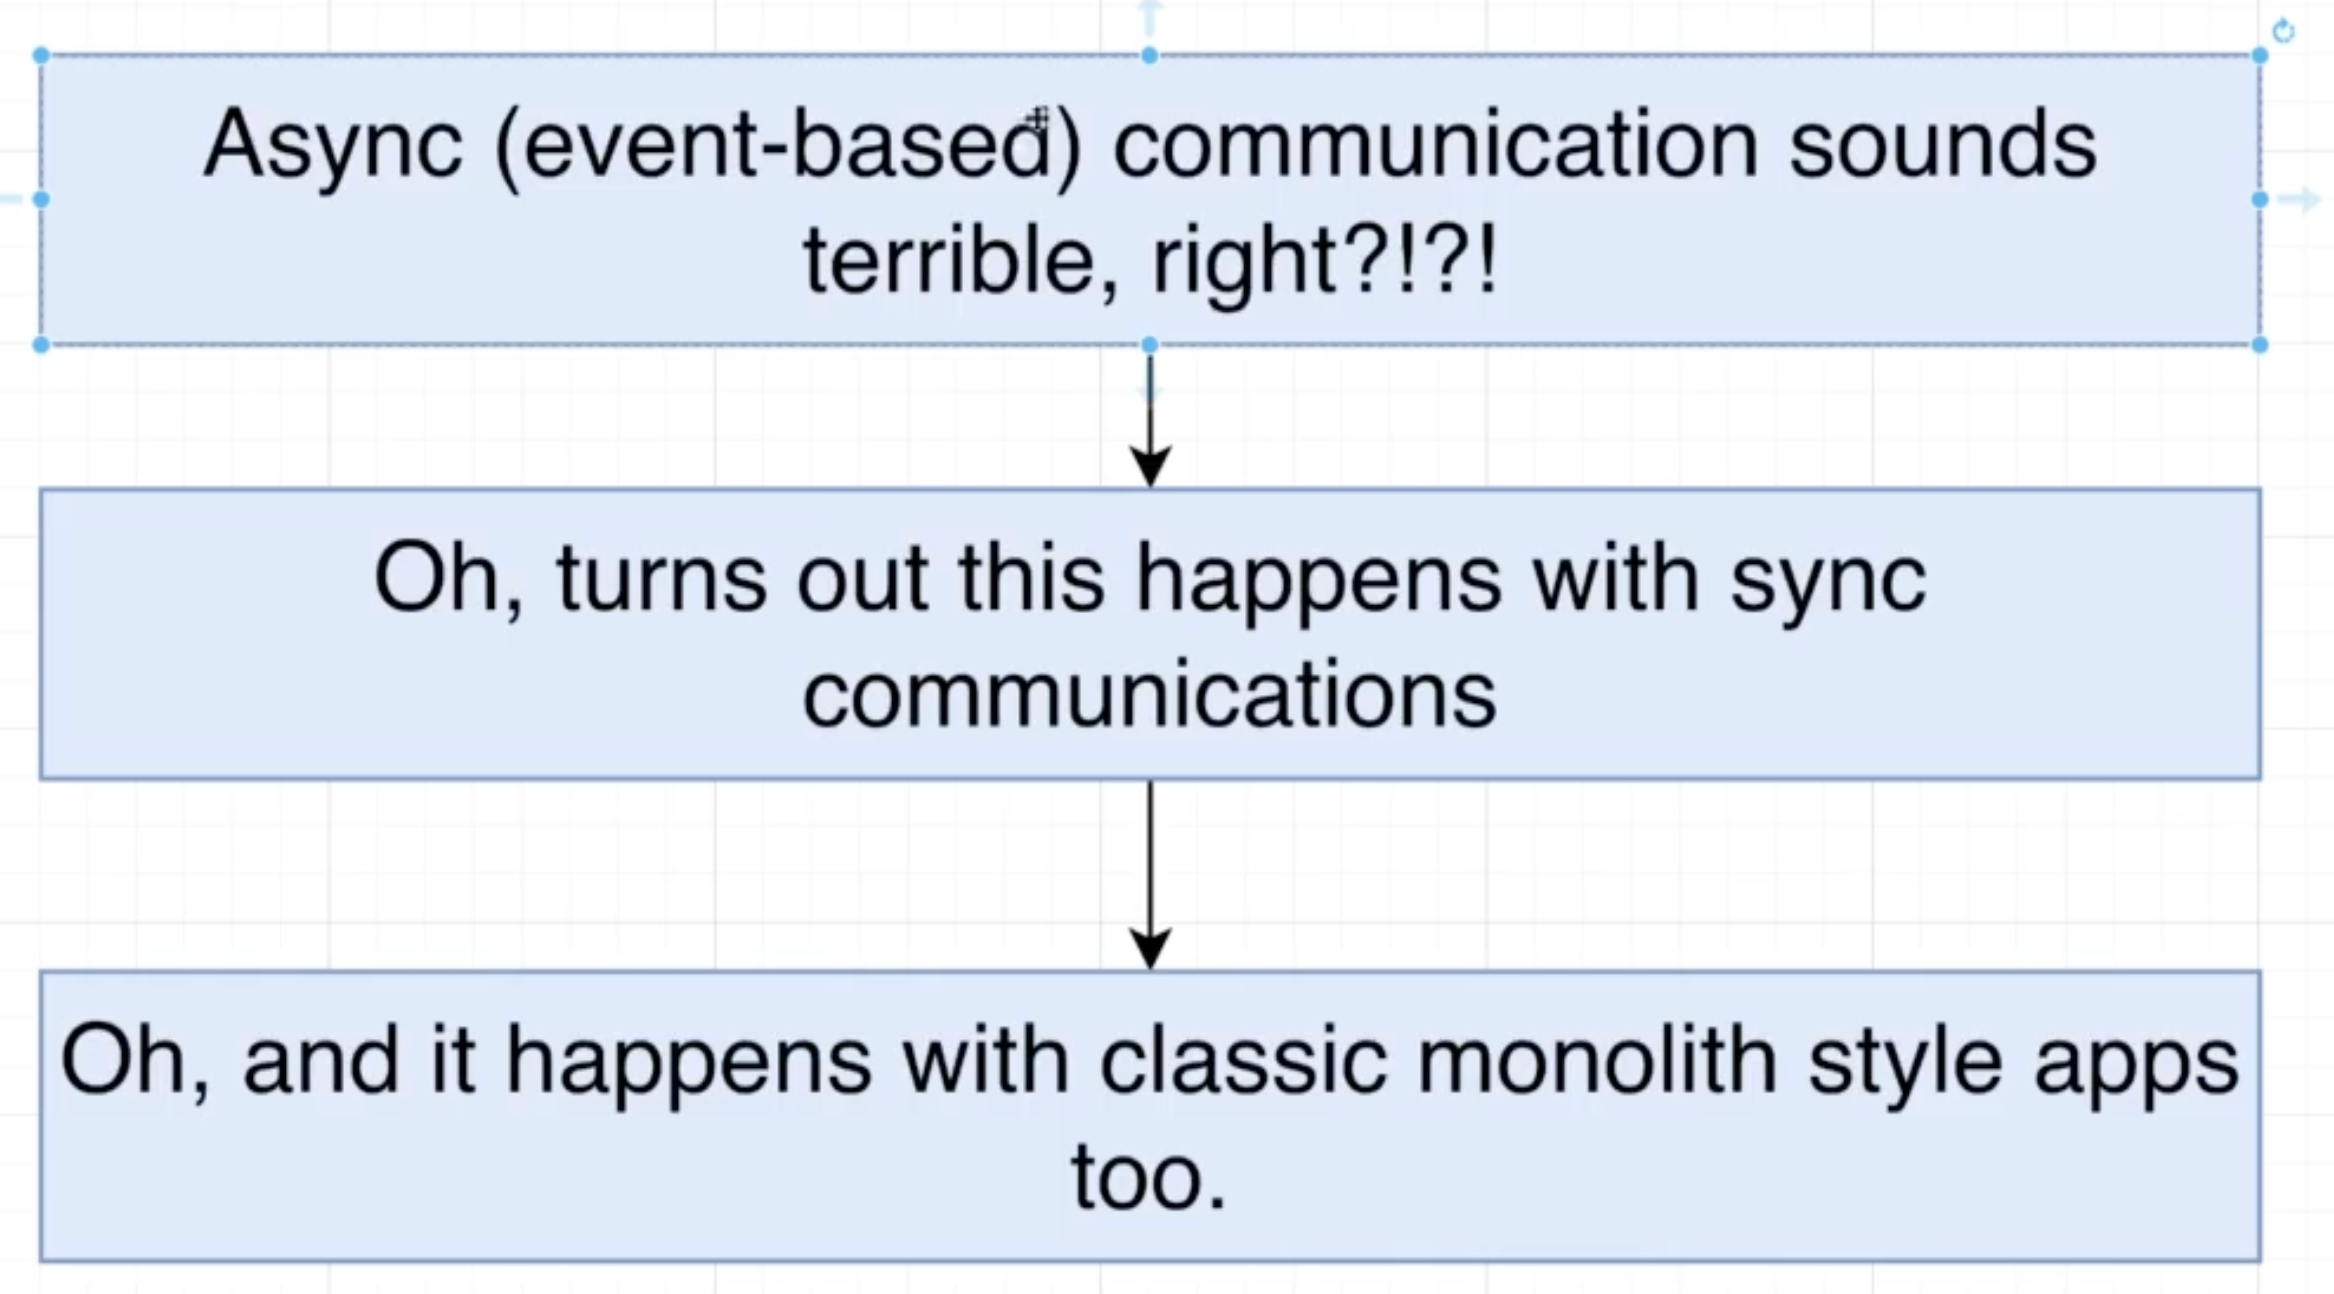 Async (event-based) communication sounds
terrible, right?!?!
Oh, turns out this happens with sync
communications
Oh, and it happens with classic monolith style apps
too.